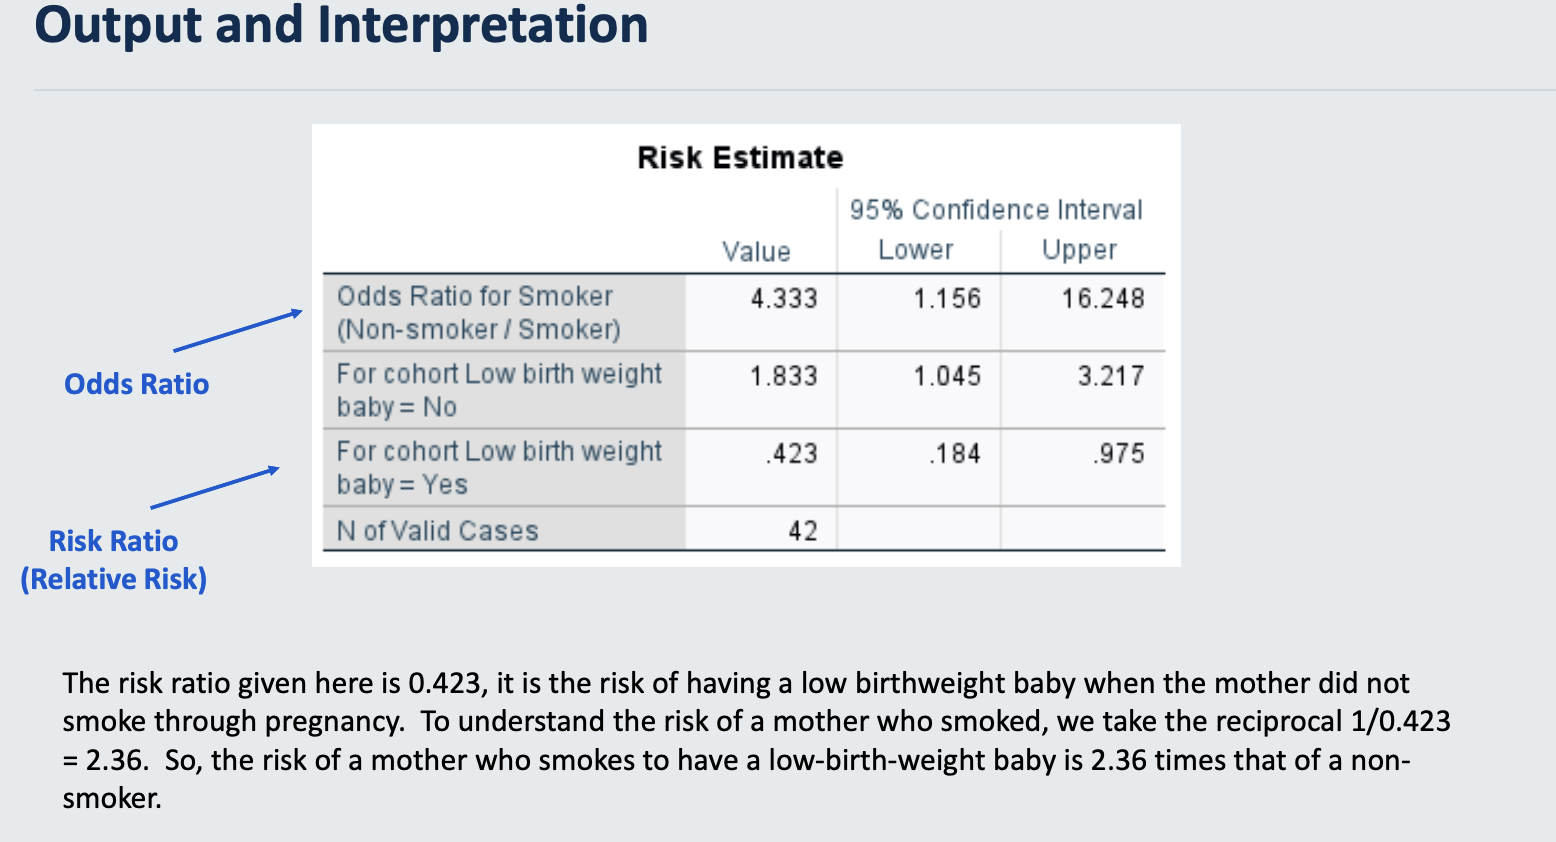 Output and Interpretation
Risk Estimate
95% Confidence Interval
Value Lower Upper
Odds Ratio for Smoker
(Non-smoker / Smoker) 4.333 1.156 16.248
For cohort Low birth weight
baby = No 1.833 1.045 3.217
For cohort Low birth weight
baby = Yes .423 .184 .975
N of Valid Cases 42
Odds Ratio
Risk Ratio
(Relative Risk)
The risk ratio given here is 0.423, it is the risk of having a low birthweight baby when the mother did not
smoke through pregnancy. To understand the risk of a mother who smoked, we take the reciprocal 1/0.423
= 2.36. So, the risk of a mother who smokes to have a low-birth-weight baby is 2.36 times that of a non-
smoker.